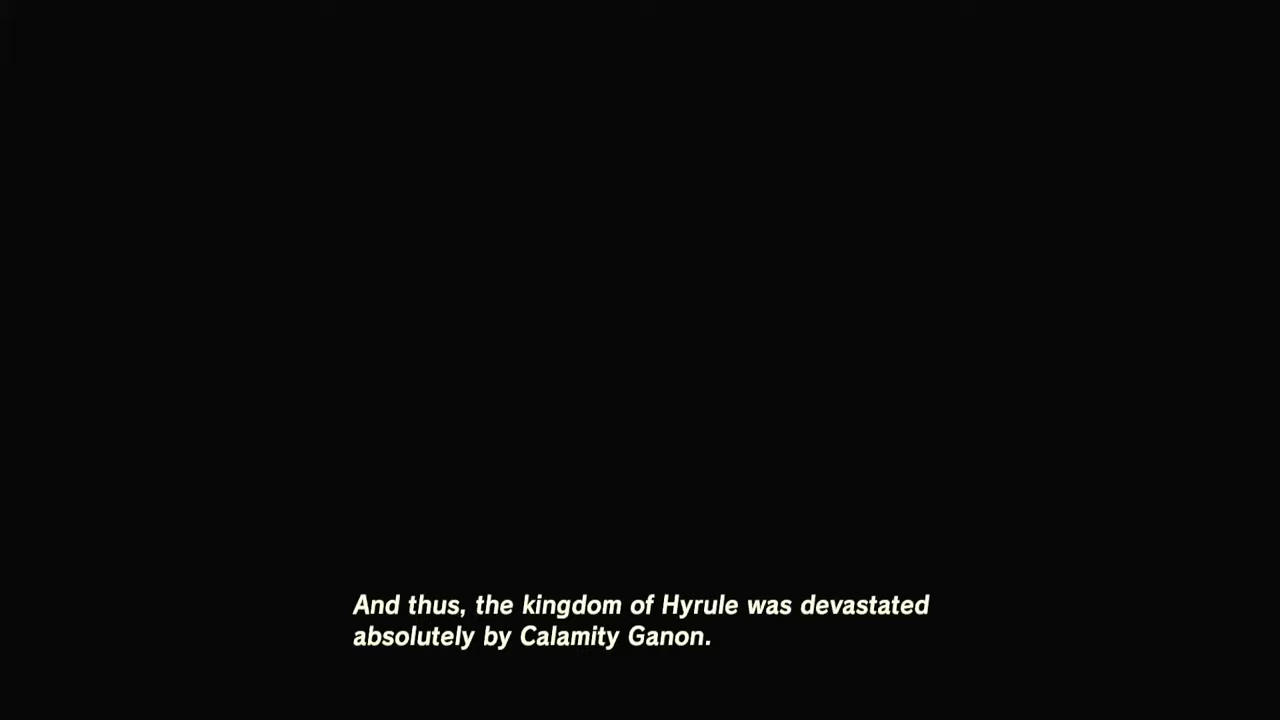 And thus, the kingdom of Hyrule was devastated
absolutely by Calamity Ganon.